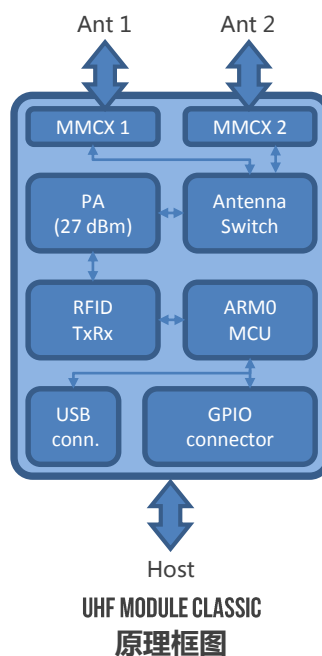 Ant 1 Ant 2
MMCX 1 MMCX 2
PA Antenna
(27 dBm) Switch
RFID ARM0
TxRx MCU
USB GPIO
conn. connector
Host
UHF MODULE CLASSIC
原理框图